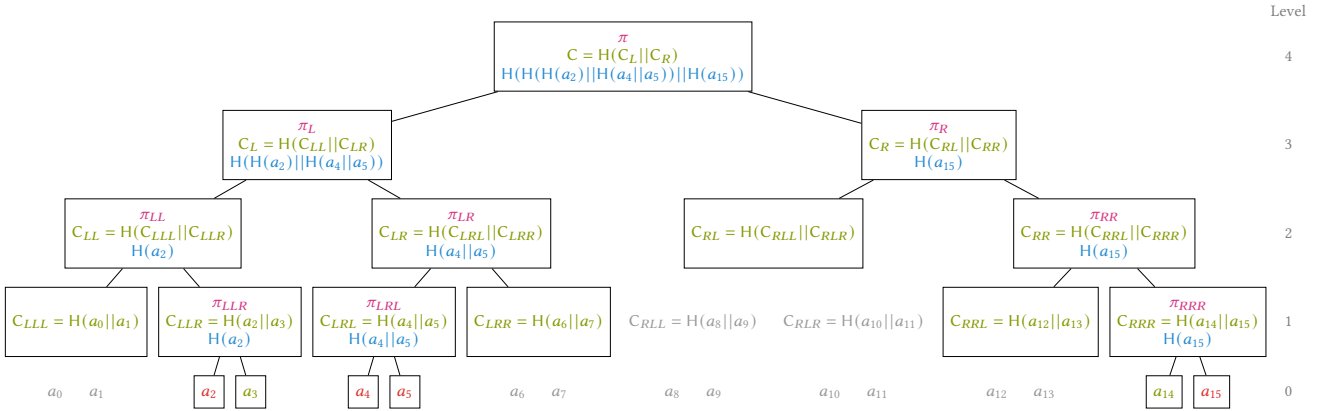 Level
π
C = H(C_L||C_R)
H(H(H(a_2)||H(a_4||a_5))||H(a_15))
4
π_L
C_L = H(C_LL||C_LR)
H(H(a_2)||H(a_4||a_5))
π_R
C_R = H(C_RL||C_RR)
H(a_15)
3
π_LL
C_LL = H(C_LLL||C_LLR)
H(a_2)
π_LR
C_LR = H(C_LRL||C_LRR)
H(a_4||a_5)
C_RL = H(C_RLL||C_RLR)
π_RR
C_RR = H(C_RRL||C_RRR)
H(a_15)
2
C_LLL = H(a_0||a_1)
π_LLR
C_LLR = H(a_2||a_3)
H(a_2)
π_LRL
C_LRL = H(a_4||a_5)
H(a_4||a_5)
C_LRR = H(a_6||a_7)
C_RLL = H(a_8||a_9)
C_RLR = H(a_10||a_11)
C_RRL = H(a_12||a_13)
π_RRR
C_RRR = H(a_14||a_15)
H(a_15)
1
a_0 a_1 a_2 a_3 a_4 a_5 a_6 a_7 a_8 a_9 a_10 a_11 a_12 a_13 a_14 a_15 0